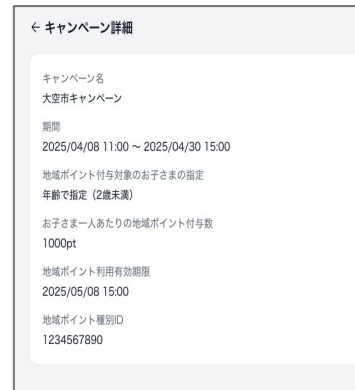 ← キャンペーン詳細
キャンペーン名
大空市キャンペーン
期間
2025/04/08 11:00 ~ 2025/04/30 15:00
地域ポイント付与対象のお子さまの指定
年齢で指定（2歳未満）
お子さま一人あたりの地域ポイント付与数
1000pt
地域ポイント利用有効期限
2025/05/08 15:00
地域ポイント種別ID
1234567890